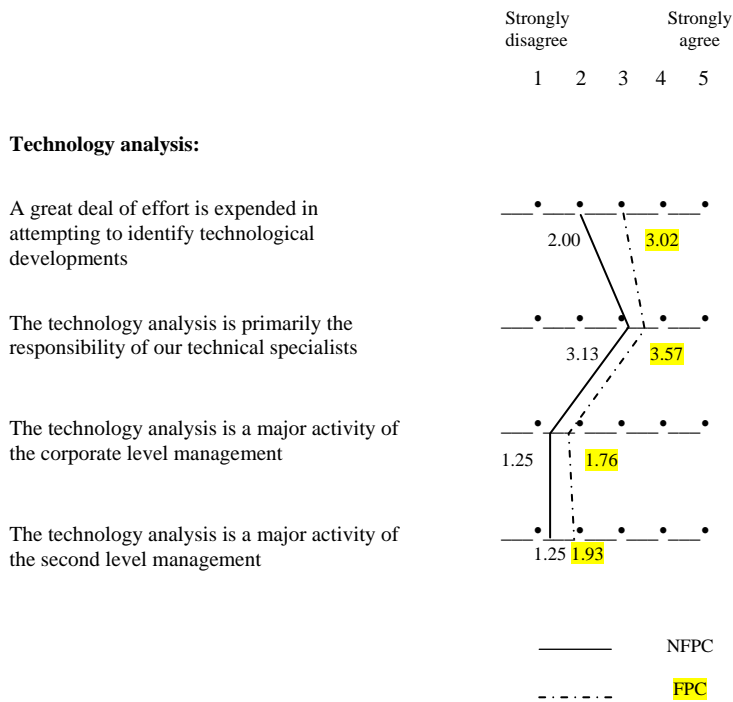 Strongly disagree
Strongly agree
1 2 3 4 5
Technology analysis:
A great deal of effort is expended in
attempting to identify technological
developments
2.00 3.02
The technology analysis is primarily the
responsibility of our technical specialists
3.13 3.57
The technology analysis is a major activity of
the corporate level management
1.25 1.76
The technology analysis is a major activity of
the second level management
1.25 1.93
NFPC
FPC